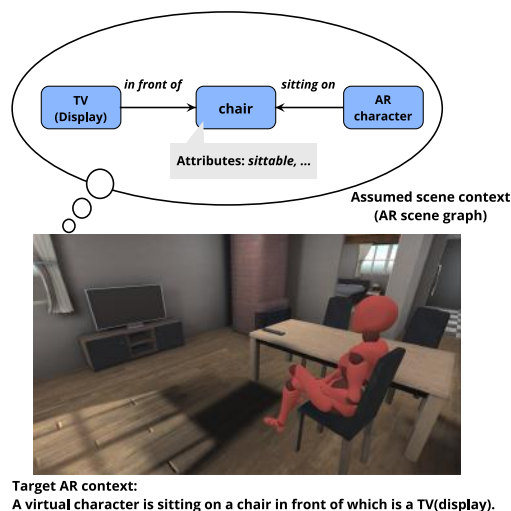 in front of
sitting on
TV
(Display)
chair
AR
character
Attributes: sittable, ...
Assumed scene context
(AR scene graph)
Target AR context:
A virtual character is sitting on a chair in front of which is a TV(display).